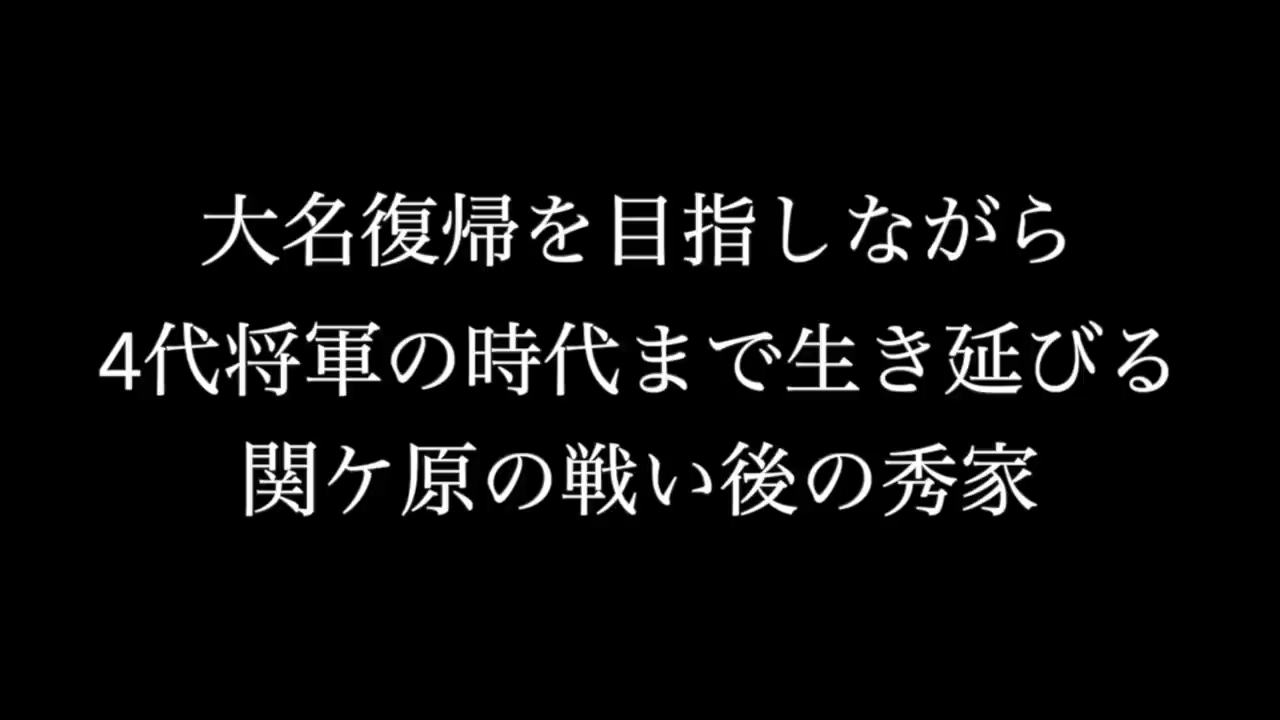 大名復帰を目指しながら
4代将軍の時代まで生き延びる
関ケ原の戦い後の秀家